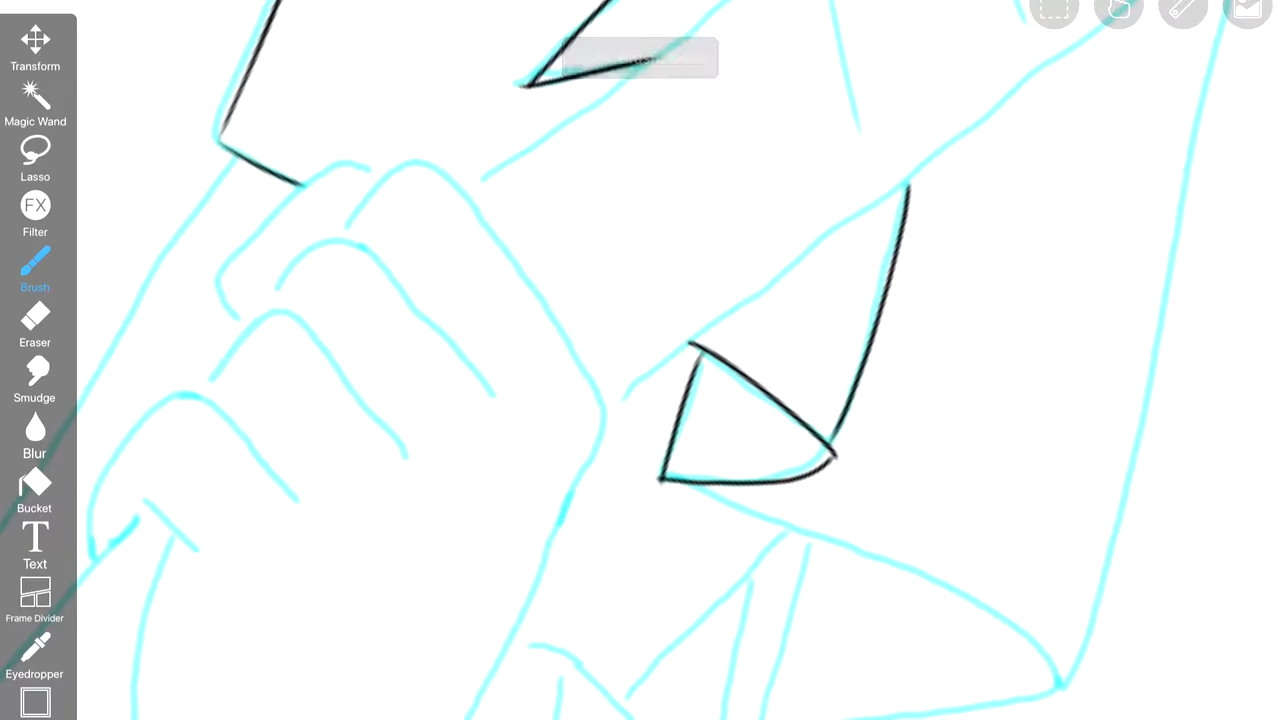 Transform
Magic Wand
Lasso
FX
Filter
Brush
Eraser
Smudge
Blur
Bucket
T
Text
Frame Divider
Eyedropper